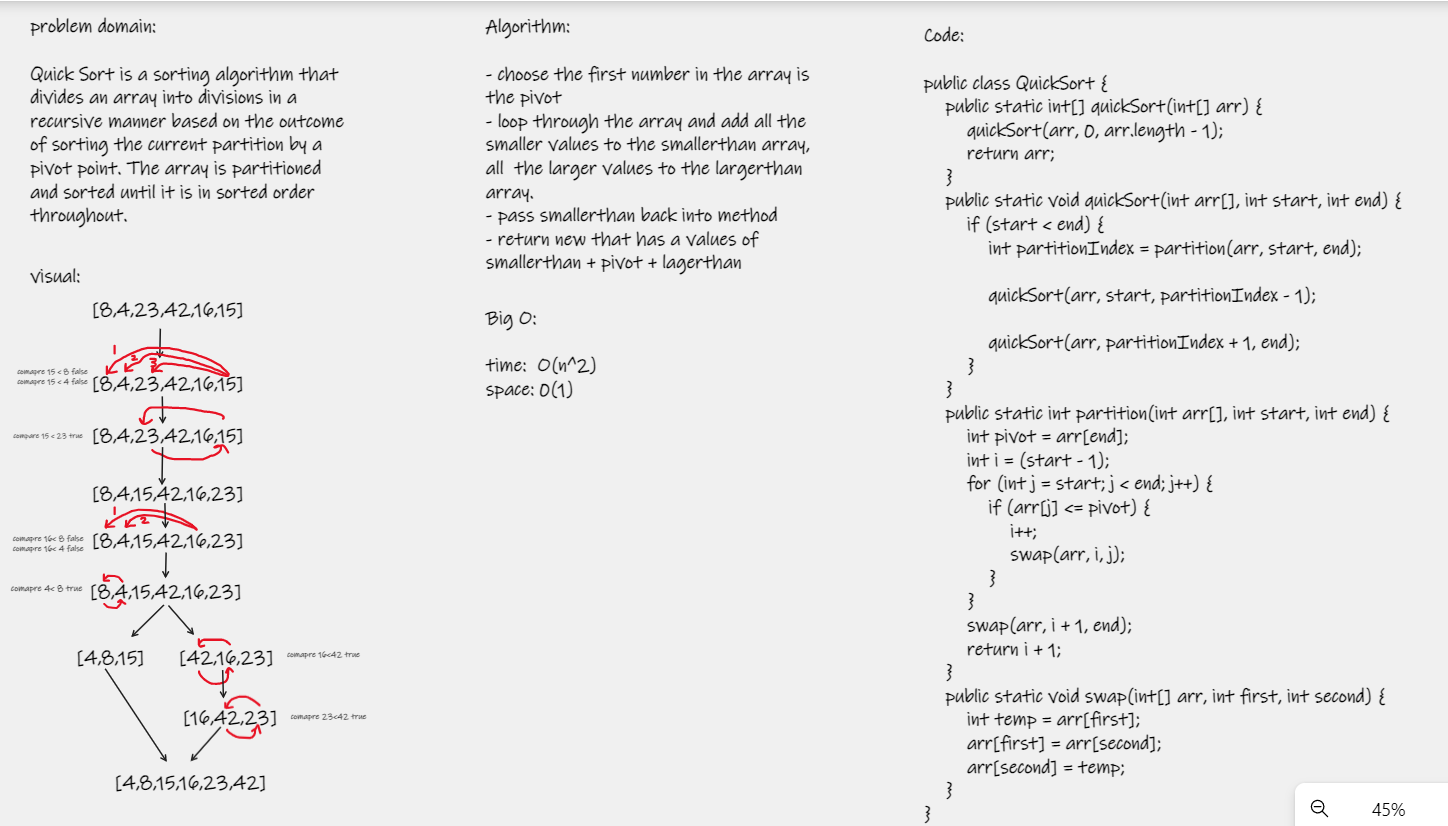 problem domain:
Quick Sort is a sorting algorithm that
divides an array into divisions in a
recursive manner based on the outcome
of sorting the current partition by a
pivot point. The array is partitioned
and sorted until it is in sorted order
throughout.
visual:
[8,4,23,42,16,15]
1
2
3
comapre 15 < 8 false
comapre 15 < 4 false
[8,4,23,42,16,15]
compare 15 < 23 true
[8,4,23,42,16,15]
[8,4,15,42,16,23]
1
2
comapre 16< 8 false
comapre 16< 4 false
[8,4,15,42,16,23]
comapre 4< 8 true
[8,4,15,42,16,23]
[4,8,15]
[42,16,23]
comapre 16<42 true
[16,42,23]
comapre 23<42 true
[4,8,15,16,23,42]
Algorithm:
- choose the first number in the array is
the pivot
- loop through the array and add all the
smaller values to the smallerthan array,
all the larger values to the largerthan
array.
- pass smallerthan back into method
- return new that has a values of
smallerthan + pivot + lagerthan
Big O:
time: O(n^2)
space: O(1)
Code:
public class QuickSort {
public static int[] quickSort(int[] arr) {
quickSort(arr, 0, arr.length - 1);
return arr;
}
public static void quickSort(int arr[], int start, int end) {
if (start < end) {
int partitionIndex = partition(arr, start, end);
quickSort(arr, start, partitionIndex - 1);
quickSort(arr, partitionIndex + 1, end);
}
}
public static int partition(int arr[], int start, int end) {
int pivot = arr[end];
int i = (start - 1);
for (int j = start; j < end; j++) {
if (arr[j] <= pivot) {
i++;
swap(arr, i, j);
}
}
swap(arr, i + 1, end);
return i + 1;
}
public static void swap(int[] arr, int first, int second) {
int temp = arr[first];
arr[first] = arr[second];
arr[second] = temp;
}
}
45%